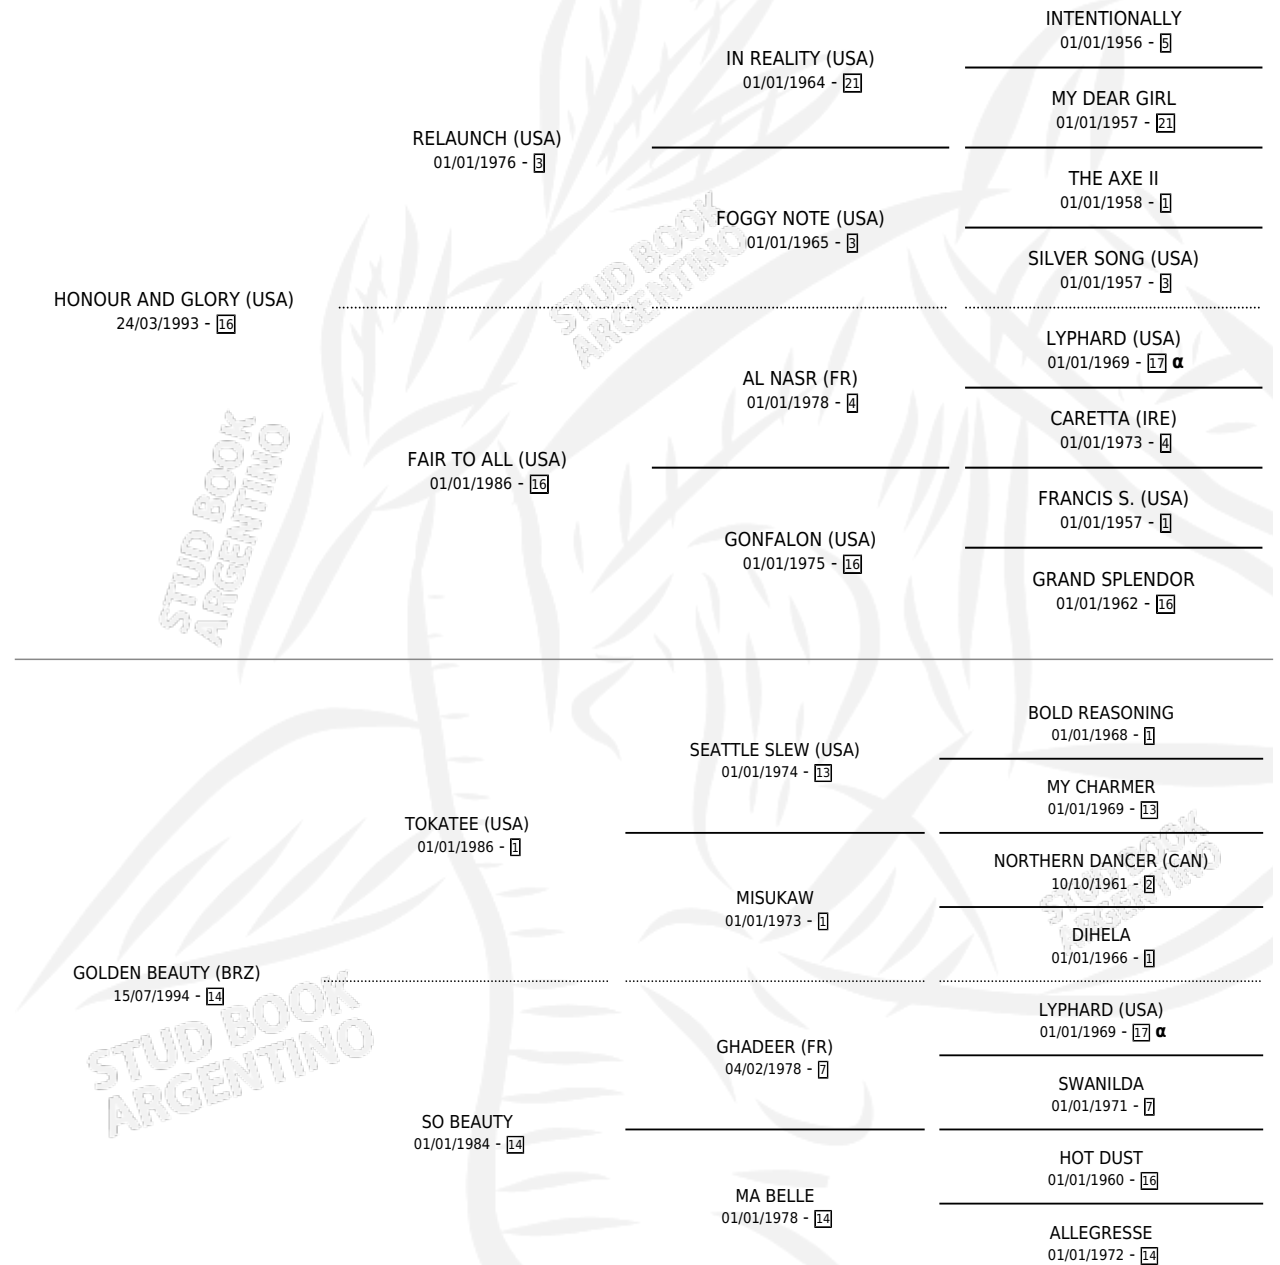 INTENTIONALLY
01/01/1956 - 5
IN REALITY (USA)
01/01/1964 - 21
MY DEAR GIRL
01/01/1957 - 21
RELAUNCH (USA)
01/01/1976 - 3
THE AXE II
01/01/1958 - 1
FOGGY NOTE (USA)
01/01/1965 - 3
SILVER SONG (USA)
01/01/1957 - 3
HONOUR AND GLORY (USA)
24/03/1993 - 16
LYPHARD (USA)
01/01/1969 - 17 α
AL NASR (FR)
01/01/1978 - 4
CARETTA (IRE)
01/01/1973 - 4
FAIR TO ALL (USA)
01/01/1986 - 16
FRANCIS S. (USA)
01/01/1957 - 1
GONFALON (USA)
01/01/1975 - 16
GRAND SPLENDOR
01/01/1962 - 16
BOLD REASONING
01/01/1968 - 1
SEATTLE SLEW (USA)
01/01/1974 - 13
MY CHARMER
01/01/1969 - 13
TOKATEE (USA)
01/01/1986 - 1
NORTHERN DANCER (CAN)
10/10/1961 - 2
MISUKAW
01/01/1973 - 1
DIHELA
01/01/1966 - 1
GOLDEN BEAUTY (BRZ)
15/07/1994 - 14
LYPHARD (USA)
01/01/1969 - 17 α
GHADEER (FR)
04/02/1978 - 7
SWANILDA
01/01/1971 - 7
SO BEAUTY
01/01/1984 - 14
HOT DUST
01/01/1960 - 16
MA BELLE
01/01/1978 - 14
ALLEGRESSE
01/01/1972 - 14
STUD BOOK
ARGENTINO
STUD BOOK
ARGENTINO
STUD BOOK
ARGENTINO
STUD BOOK
ARGENTINO